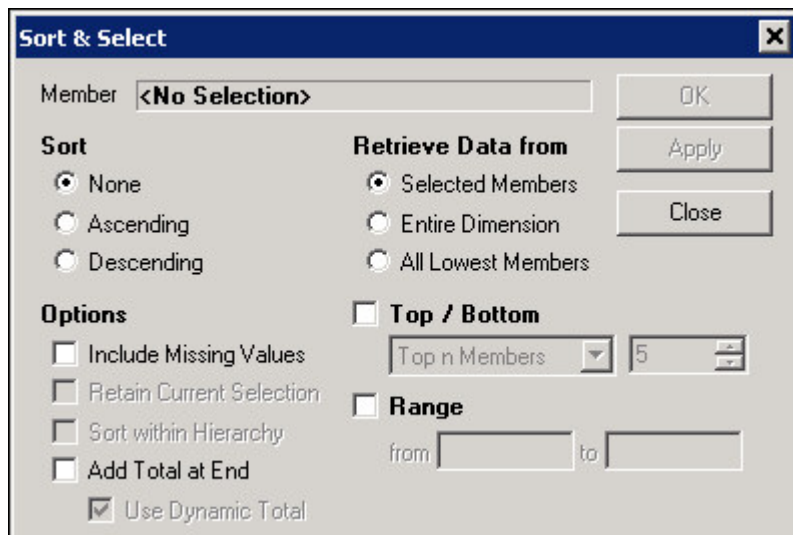 Sort & Select
Member <No Selection>
OK
Sort
Retrieve Data from
Apply
None
Selected Members
Ascending
Entire Dimension
Close
Descending
All Lowest Members
Options
Top / Bottom
Include Missing Values
Top n Members 5
Retain Current Selection
Range
Sort within Hierarchy
from to
Add Total at End
Use Dynamic Total